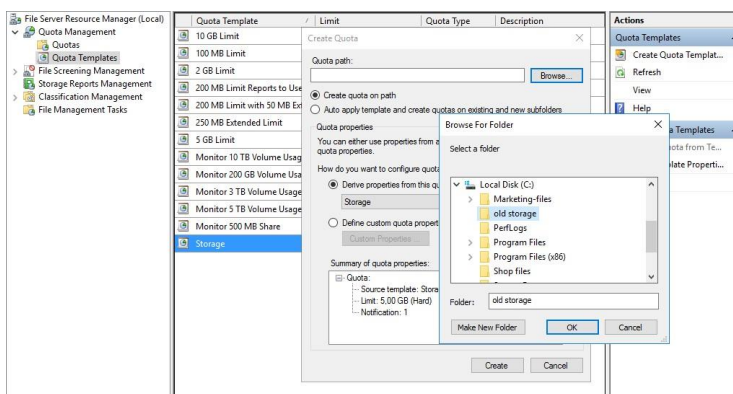 File Server Resource Manager (Local)
Quota Management
Quotas
Quota Templates
File Screening Management
Storage Reports Management
Classification Management
File Management Tasks
Quota Template / Limit Quota Type Description
10 GB Limit
100 MB Limit
2 GB Limit
200 MB Limit Reports to Use
200 MB Limit with 50 MB Ext
250 MB Extended Limit
5 GB Limit
Monitor 10 TB Volume Usag
Monitor 200 GB Volume Usa
Monitor 3 TB Volume Usage
Monitor 5 TB Volume Usage
Monitor 500 MB Share
Storage
Create Quota
Quota path:
Browse...
Create quota on path
Auto apply template and create quotas on existing and new subfolders
Quota properties
You can either use properties from a
quota properties.
How do you want to configure quota
Derive properties from this qu
Storage
Define custom quota propert
Custom Properties ...
Summary of quota properties:
Quota:
Source template: Stora
Limit: 5,00 GB (Hard)
Notification: 1
Create Cancel
Browse For Folder
Select a folder
Local Disk (C:)
Marketing-files
old storage
PerfLogs
Program Files
Program Files (x86)
Shop files
Folder: old storage
Make New Folder OK Cancel
Actions
Quota Templates
Create Quota Templat...
Refresh
View
Help
a Templates
ota from Te...
late Properti...